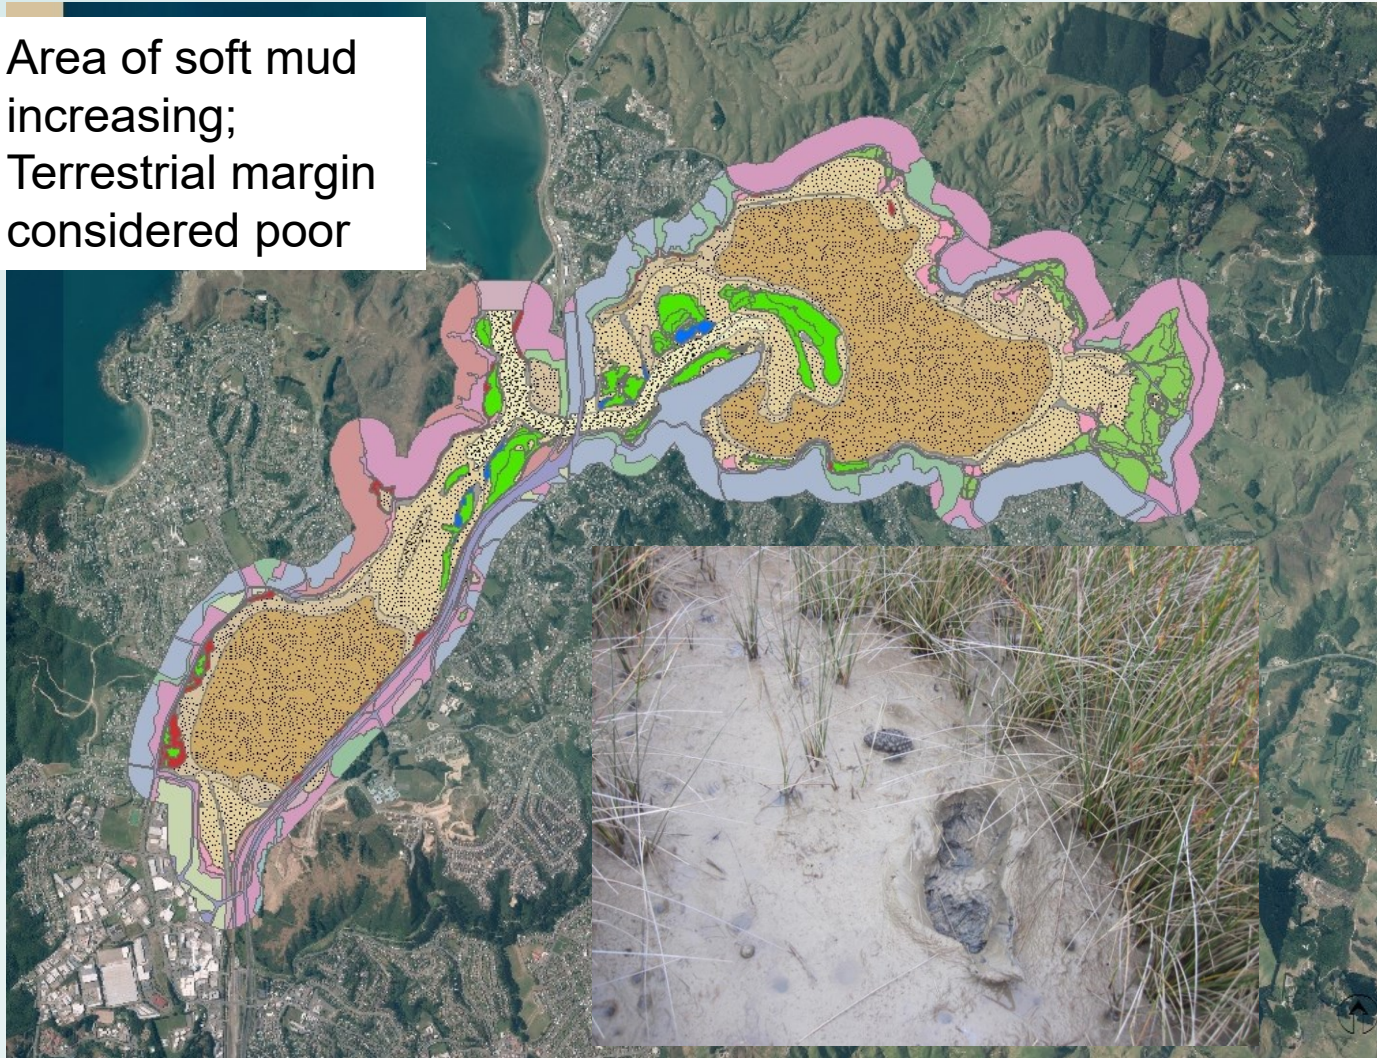 Area of soft mud
increasing;
Terrestrial margin
considered poor